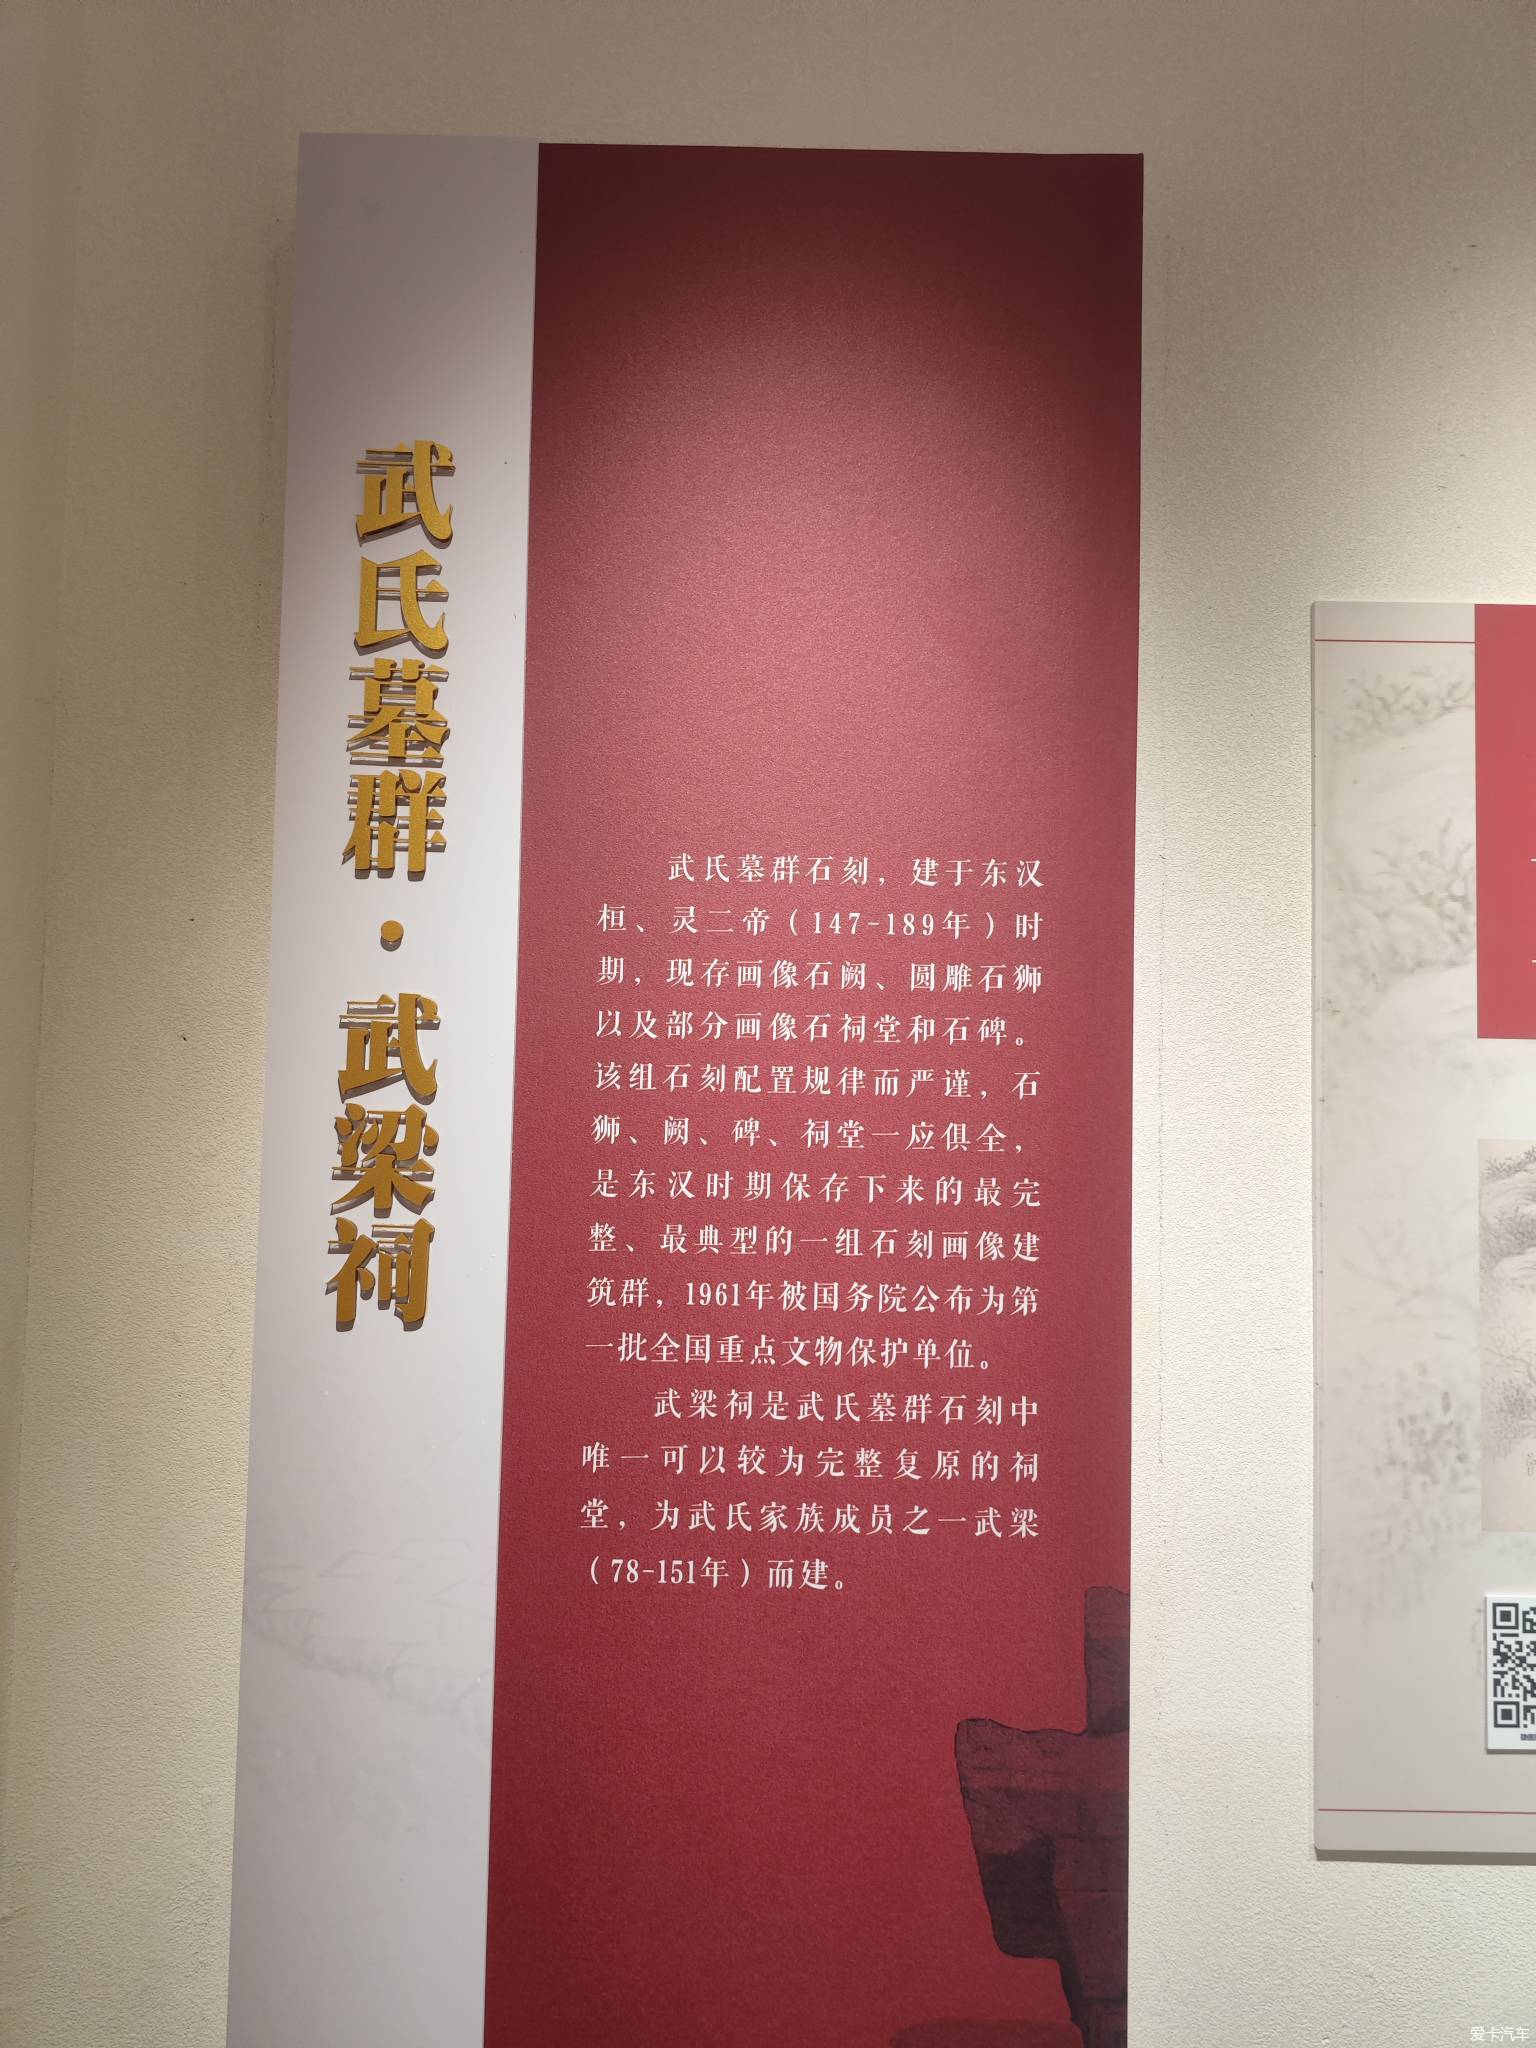 武氏墓群·武梁祠
武氏墓群石刻，建于东汉
桓、灵二帝（147-189年）时
期，现存画像石阙、圆雕石狮
以及部分画像石祠堂和石碑。
该组石刻配置规律而严谨，石
狮、阙、碑、祠堂一应俱全，
是东汉时期保存下来的最完
整、最典型的一组石刻画像建
筑群，1961年被国务院公布为第
一批全国重点文物保护单位。
武梁祠是武氏墓群石刻中
唯一可以较为完整复原的祠
堂，为武氏家族成员之一武梁
（78-151年）而建。
爱卡汽车